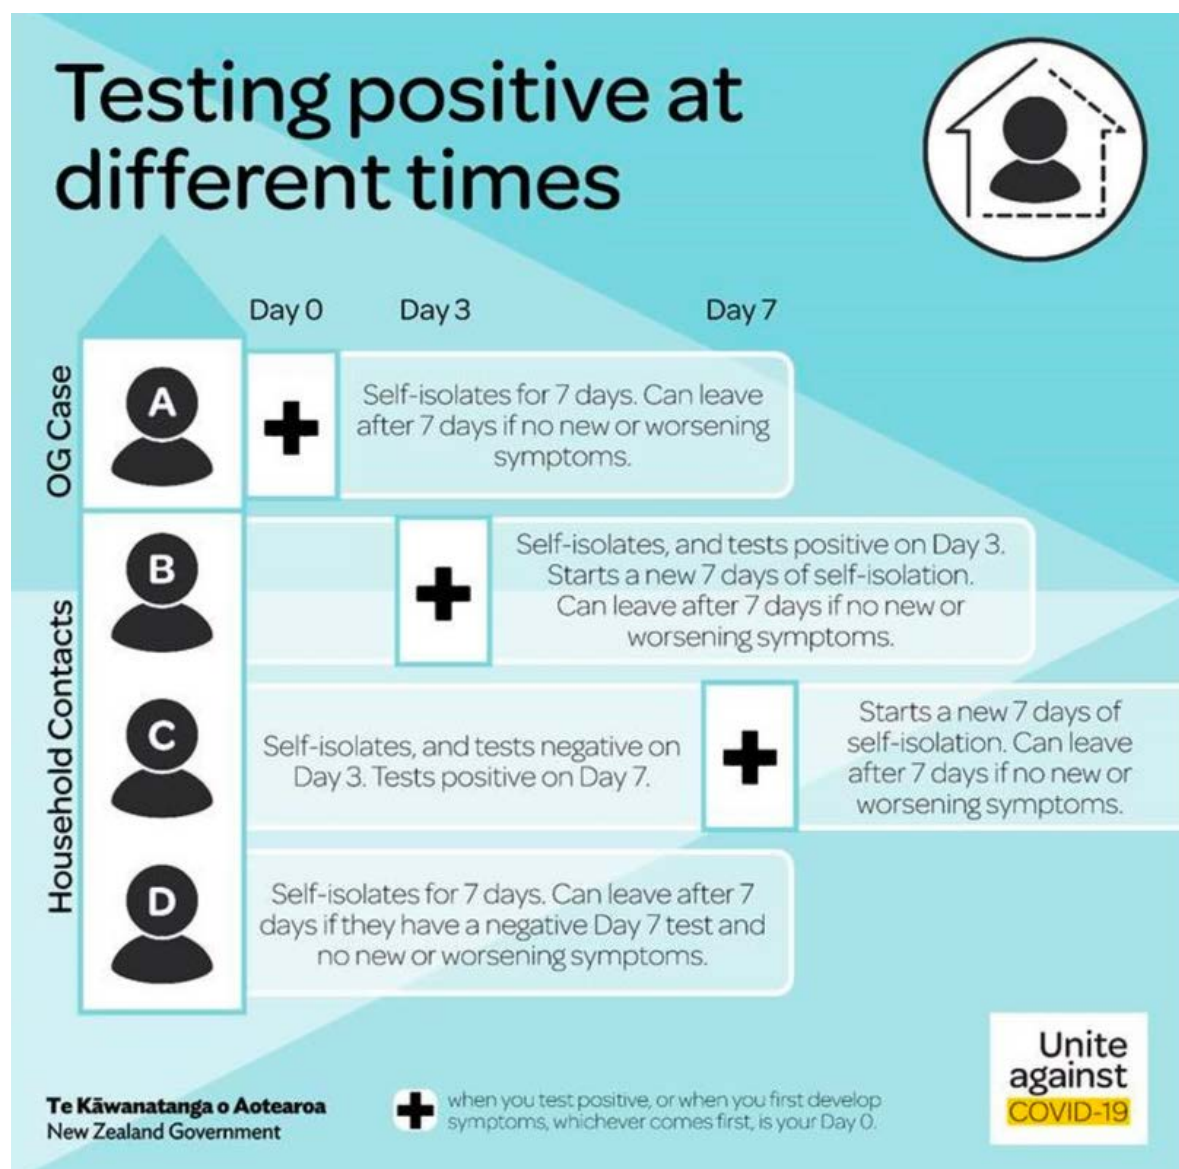 Testing positive at
different times
Day 0
Day 3
Day 7
OG Case
A
Self-isolates for 7 days. Can leave
after 7 days if no new or worsening
symptoms.
Household Contacts
B
Self-isolates, and tests positive on Day 3.
Starts a new 7 days of self-isolation.
Can leave after 7 days if no new or
worsening symptoms.
C
Self-isolates, and tests negative on
Day 3. Tests positive on Day 7.
Starts a new 7 days of
self-isolation. Can leave
after 7 days if no new or
worsening symptoms.
D
Self-isolates for 7 days. Can leave after 7
days if they have a negative Day 7 test and
no new or worsening symptoms.
Te Kāwanatanga o Aotearoa
New Zealand Government
when you test positive, or when you first develop
symptoms, whichever comes first, is your Day 0.
Unite
against
COVID-19